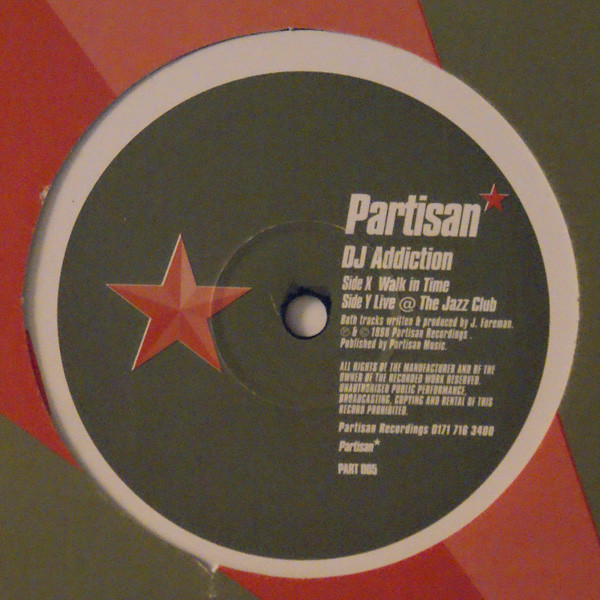 Partisan
DJ Addiction
Side X Walk in Time
Side Y Live @ The Jazz Club
Both tracks written & produced by J. Foreman.
℗ & © 1998 Partisan Recordings .
Published by Partisan Music.
ALL RIGHTS OF THE MANUFACTURER AND OF THE
OWNER OF THE RECORDED WORK RESERVED.
UNAUTHORISED PUBLIC PERFORMANCE,
BROADCASTING, COPYING AND RENTAL OF THIS
RECORD PROHIBITED.
Partisan Recordings 0171 716 3400
Partisan*
PART 005